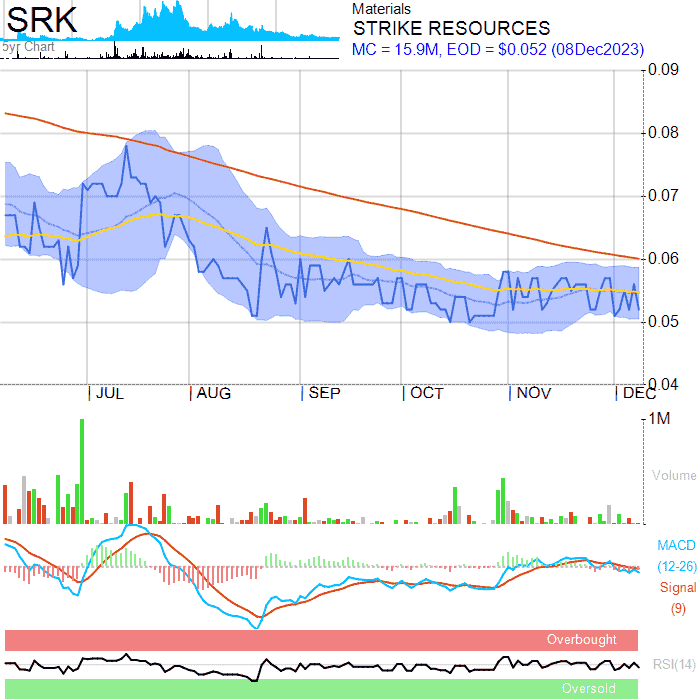 SRK
5yr Chart
Materials
STRIKE RESOURCES
MC = 15.9M, EOD = $0.052 (08Dec2023)
0.09
0.08
0.07
0.06
0.05
0.04
JUL AUG SEP OCT NOV DEC
1M
Volume
MACD
(12-26)
Signal
(9)
Overbought
RSI(14)
Oversold